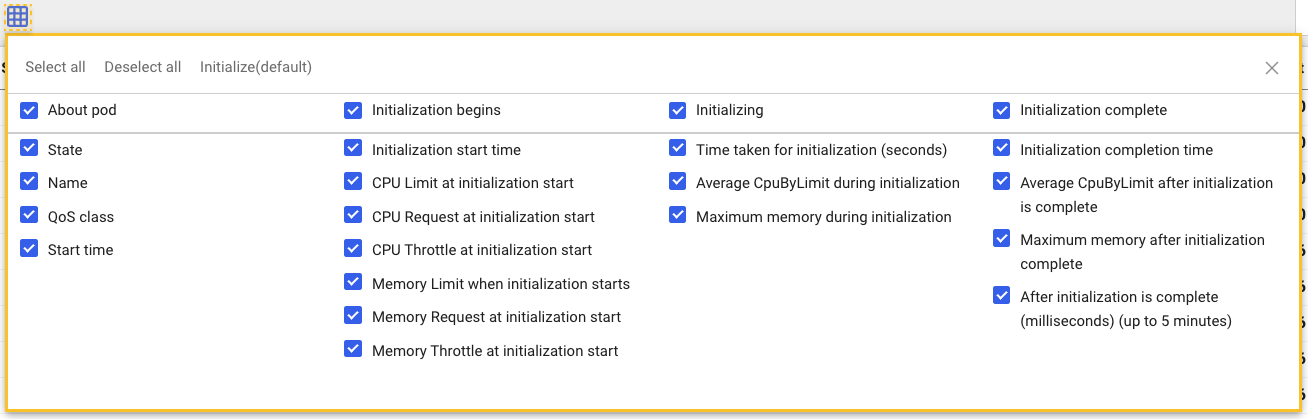 Select all Deselect all Initialize(default)
About pod
State
Name
QoS class
Start time
Initialization begins
Initialization start time
CPU Limit at initialization start
CPU Request at initialization start
CPU Throttle at initialization start
Memory Limit when initialization starts
Memory Request at initialization start
Memory Throttle at initialization start
Initializing
Time taken for initialization (seconds)
Average CpuByLimit during initialization
Maximum memory during initialization
Initialization complete
Initialization completion time
Average CpuByLimit after initialization
is complete
Maximum memory after initialization
complete
After initialization is complete
(milliseconds) (up to 5 minutes)